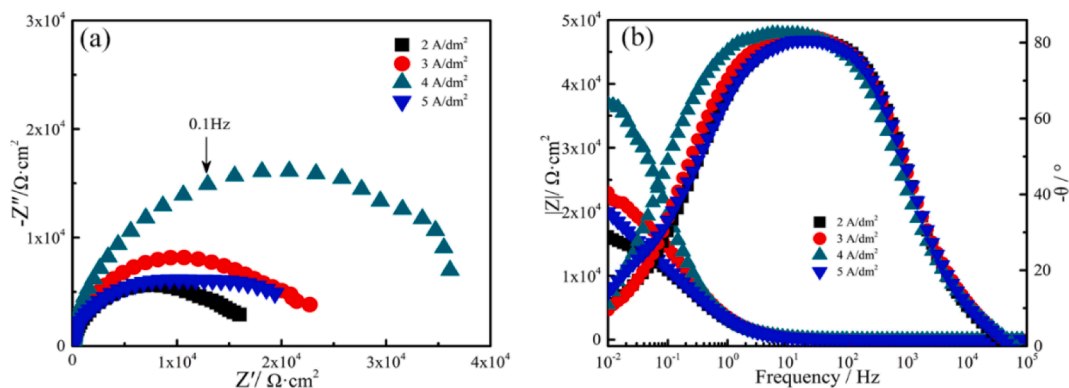 (a)
3x10⁴
2x10⁴
1x10⁴
0
-Z''/Ω·cm²
2 A/dm²
3 A/dm²
4 A/dm²
5 A/dm²
0.1Hz
0
1x10⁴
2x10⁴
3x10⁴
4x10⁴
Z'/ Ω·cm²
(b)
5x10⁴
4x10⁴
3x10⁴
2x10⁴
1x10⁴
0
|Z|/ Ω·cm²
2 A/dm²
3 A/dm²
4 A/dm²
5 A/dm²
80
60
40
20
0
-θ / °
10⁻²
10⁻¹
10⁰
10¹
10²
10³
10⁴
10⁵
Frequency / Hz